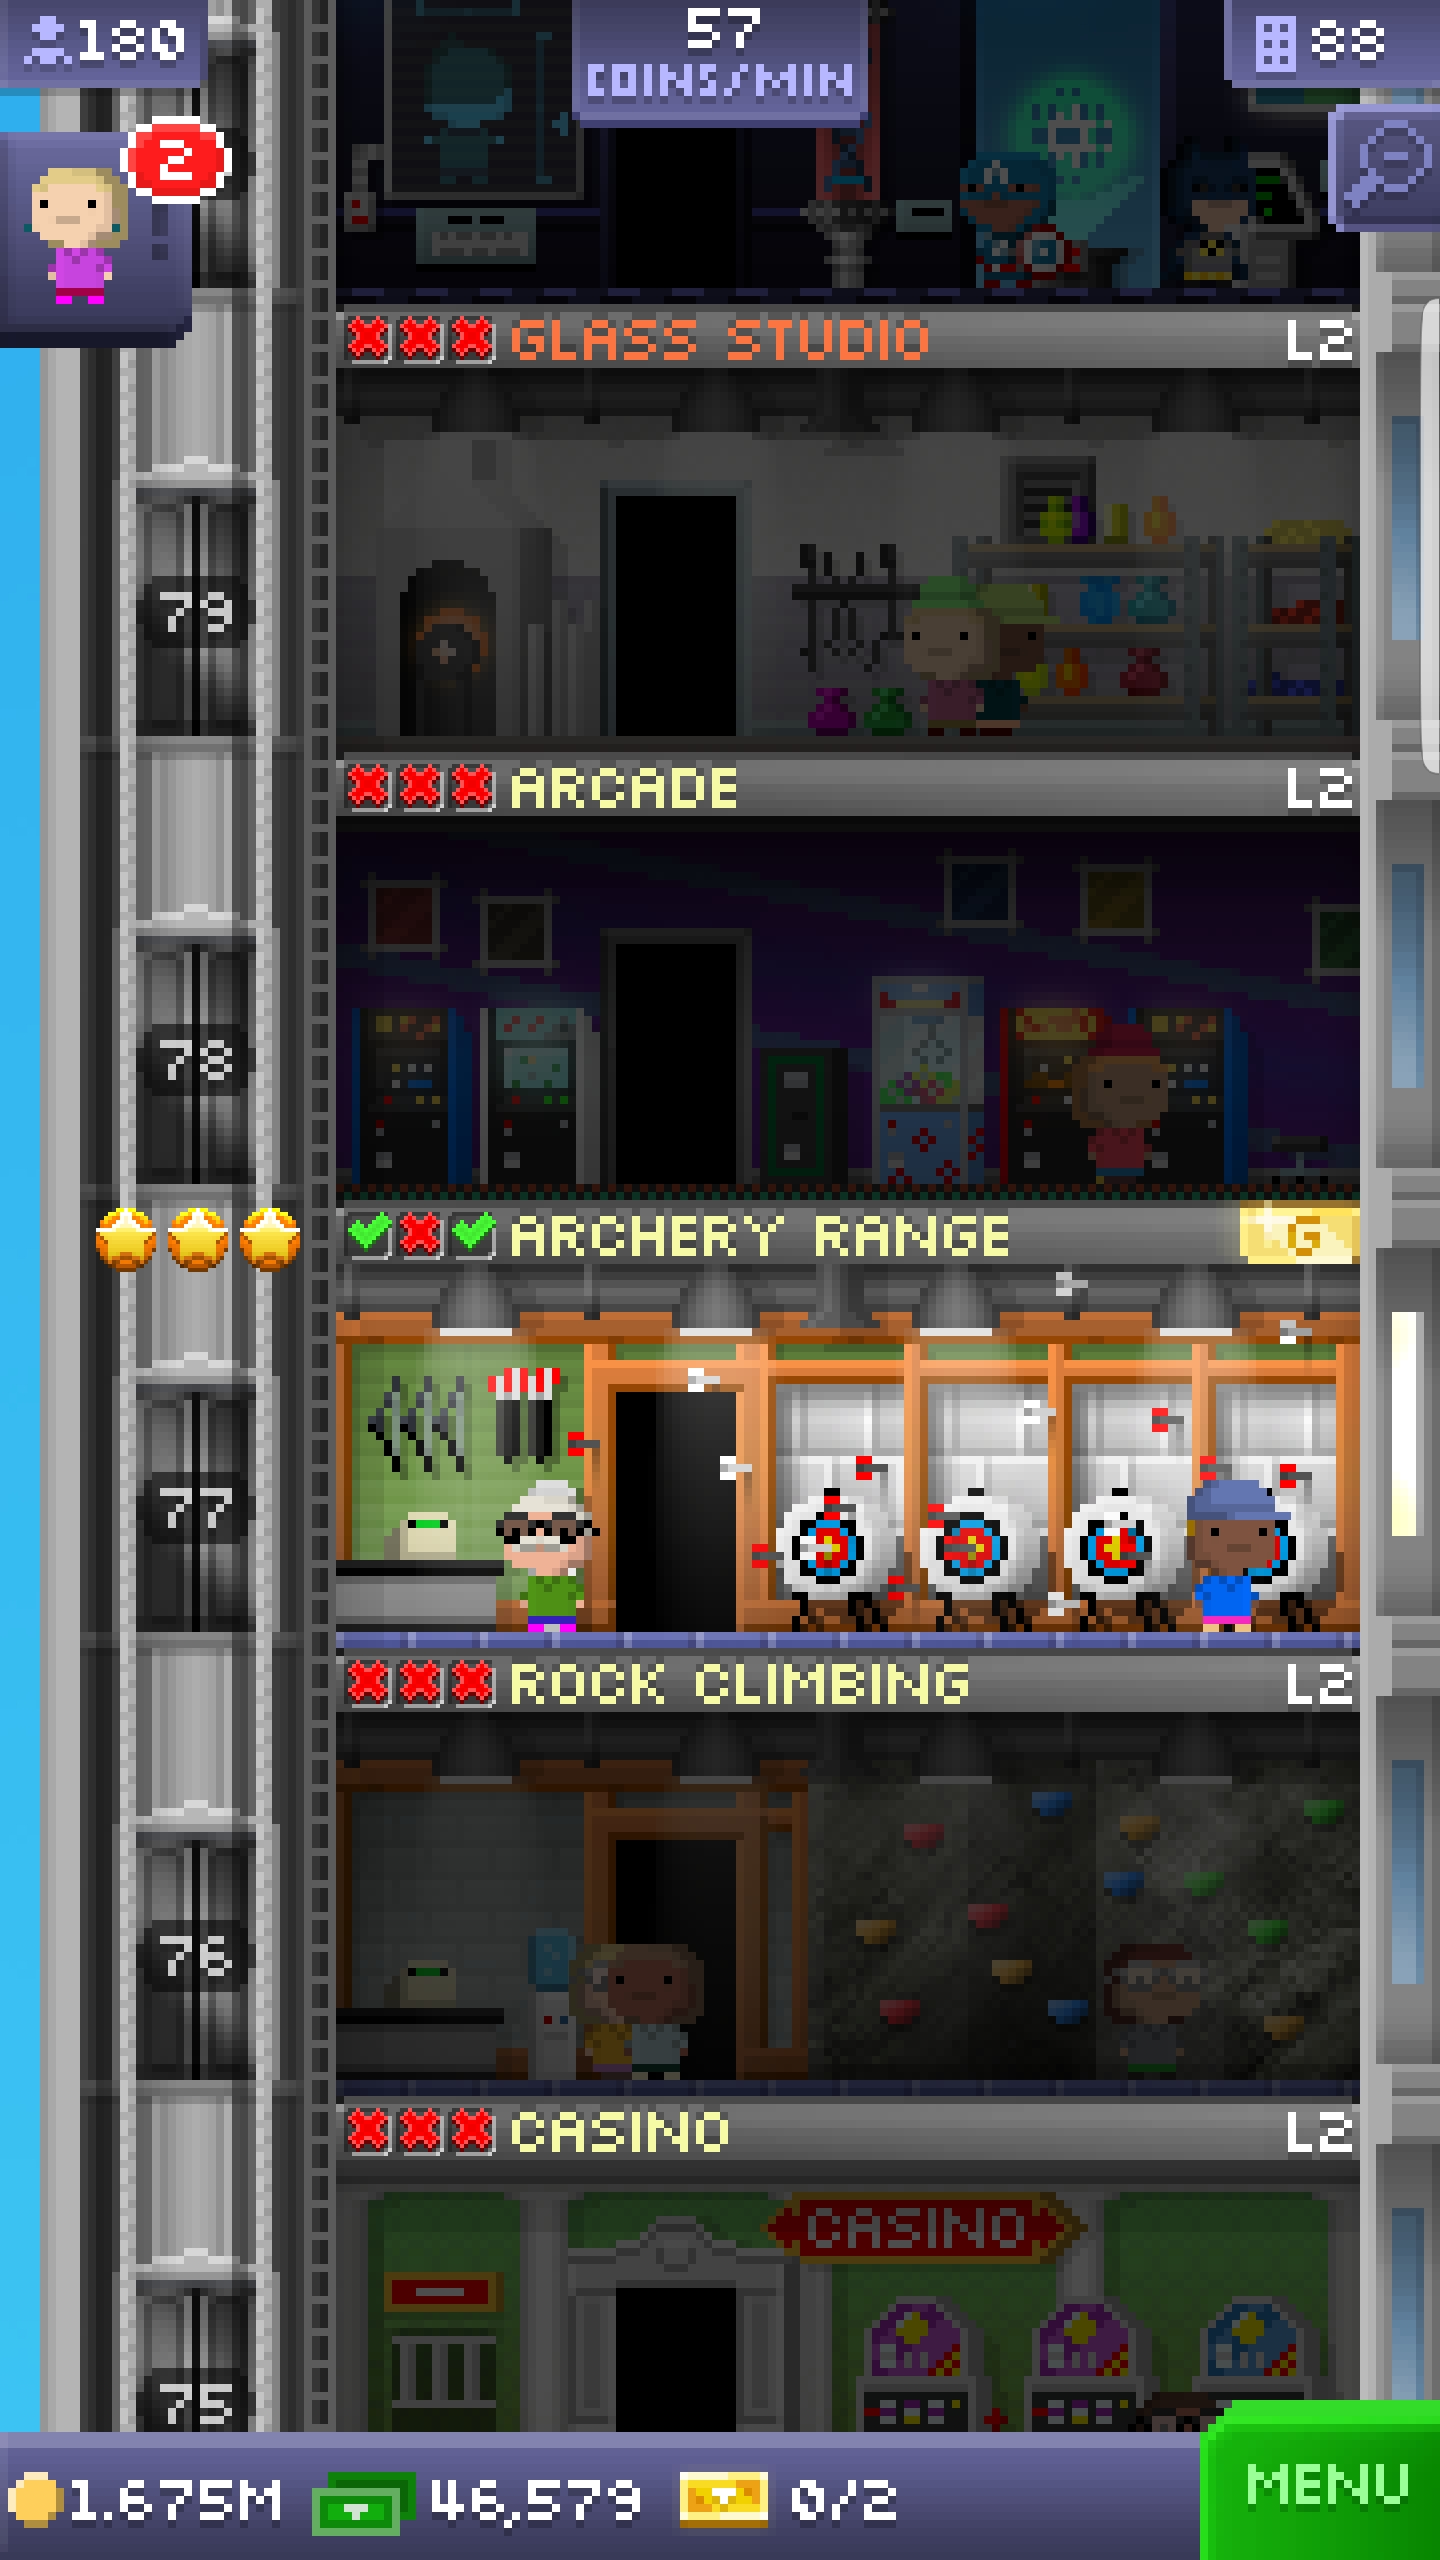 180
57
COINS/MIN
88
2
GLASS STUDIO L2
79
ARCADE L2
78
ARCHERY RANGE G
77
ROCK CLIMBING L2
76
CASINO L2
CASINO
75
1.675M 46,579 0/2
MENU